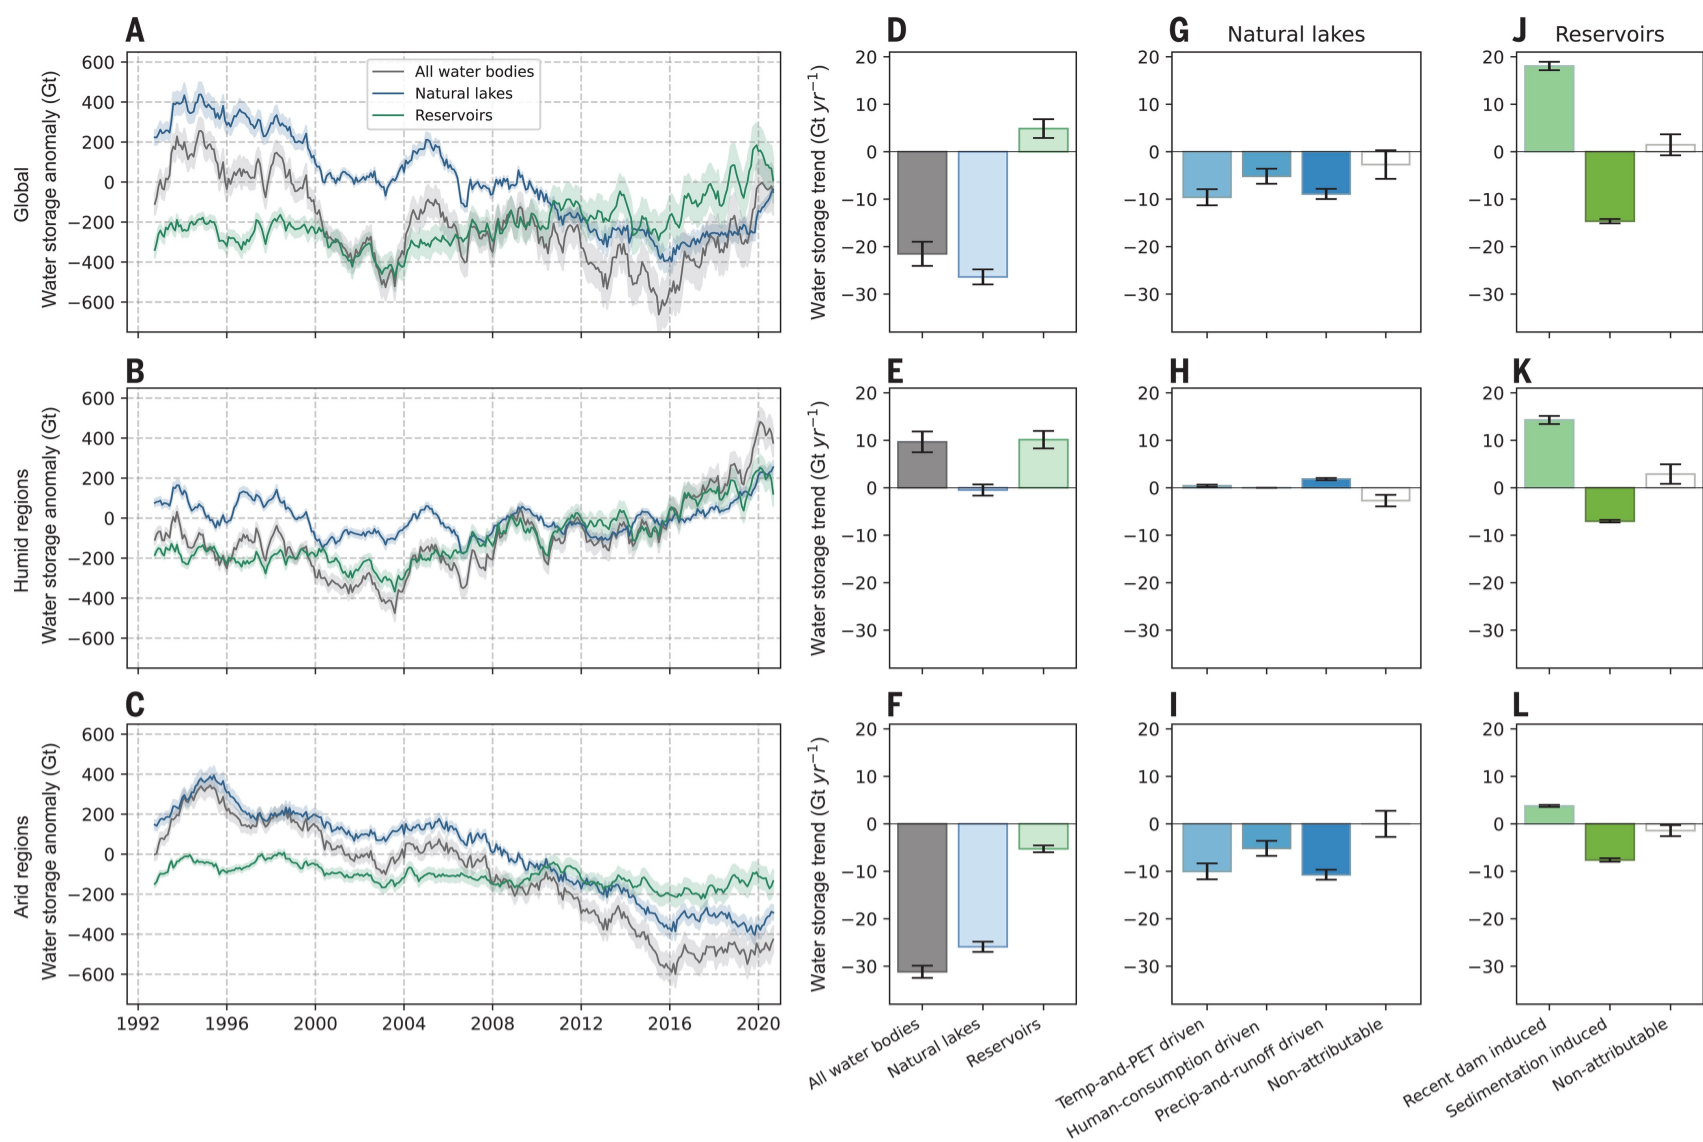 A
D
G
Natural lakes
J
Reservoirs
Global
Water storage anomaly (Gt)
600
400
200
0
−200
−400
−600
All water bodies
Natural lakes
Reservoirs
Water storage trend (Gt yr⁻¹)
20
10
0
−10
−20
−30
20
10
0
−10
−20
−30
20
10
0
−10
−20
−30
B
E
H
K
Humid regions
Water storage anomaly (Gt)
600
400
200
0
−200
−400
−600
Water storage trend (Gt yr⁻¹)
20
10
0
−10
−20
−30
20
10
0
−10
−20
−30
20
10
0
−10
−20
−30
C
F
I
L
Arid regions
Water storage anomaly (Gt)
600
400
200
0
−200
−400
−600
1992 1996 2000 2004 2008 2012 2016 2020
Water storage trend (Gt yr⁻¹)
20
10
0
−10
−20
−30
All water bodies
Natural lakes
Reservoirs
20
10
0
−10
−20
−30
Temp-and-PET driven
Human-consumption driven
Precip-and-runoff driven
Non-attributable
20
10
0
−10
−20
−30
Recent dam induced
Sedimentation induced
Non-attributable